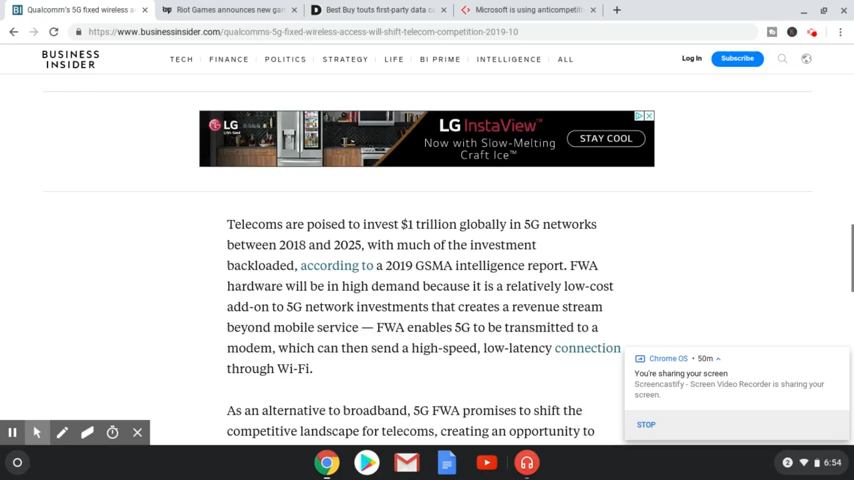 Qualcomm's 5G fixed wireless a
Riot Games announces new gam
Best Buy touts first-party data c
Microsoft is using anticompetiti
https://www.businessinsider.com/qualcomms-5g-fixed-wireless-access-will-shift-telecom-competition-2019-10
BUSINESS
INSIDER
TECH FINANCE POLITICS STRATEGY LIFE BI PRIME INTELLIGENCE ALL
Log In
Subscribe
LG
LG InstaView™
Now with Slow-Melting
Craft Ice™
STAY COOL
Telecoms are poised to invest $1 trillion globally in 5G networks
between 2018 and 2025, with much of the investment
backloaded, according to a 2019 GSMA intelligence report. FWA
hardware will be in high demand because it is a relatively low-cost
add-on to 5G network investments that creates a revenue stream
beyond mobile service — FWA enables 5G to be transmitted to a
modem, which can then send a high-speed, low-latency connection
through Wi-Fi.
As an alternative to broadband, 5G FWA promises to shift the
competitive landscape for telecoms, creating an opportunity to
Chrome OS • 50m
You're sharing your screen
Screencastify - Screen Video Recorder is sharing your
screen.
STOP
2
6:54